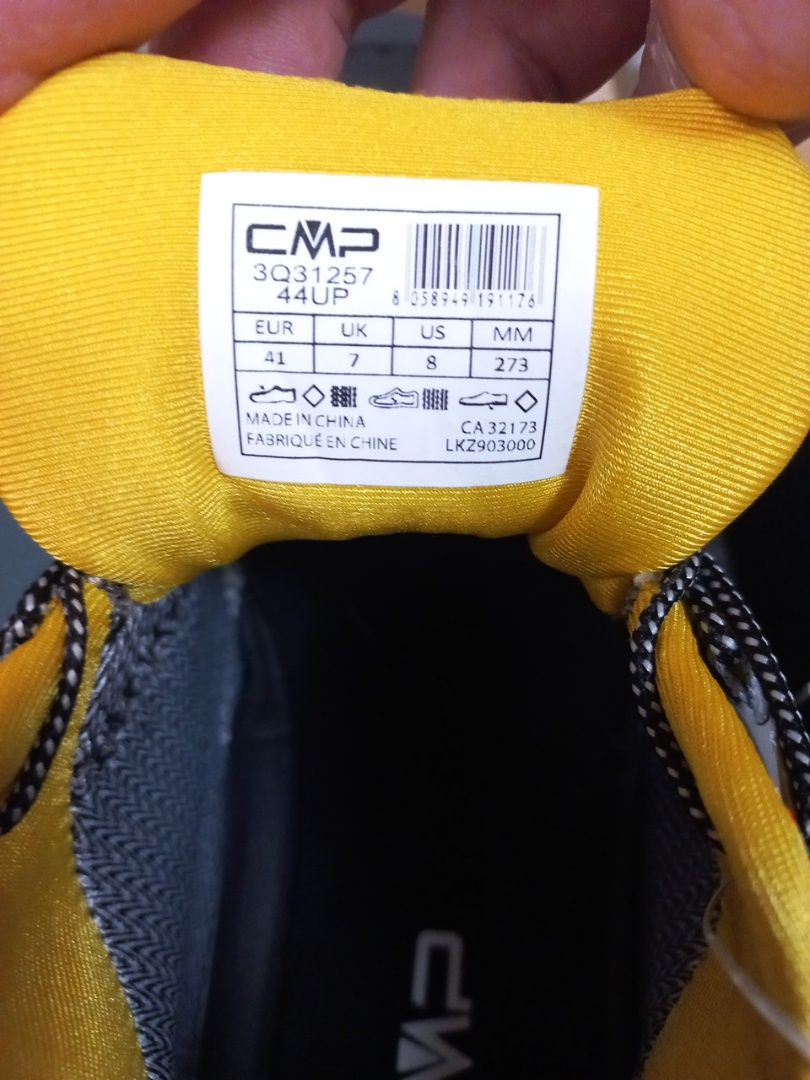 CMP
3Q31257
44UP
8 058949 191176
EUR UK US MM
41 7 8 273
MADE IN CHINA
FABRIQUÉ EN CHINE
CA 32173
LKZ903000
CMP